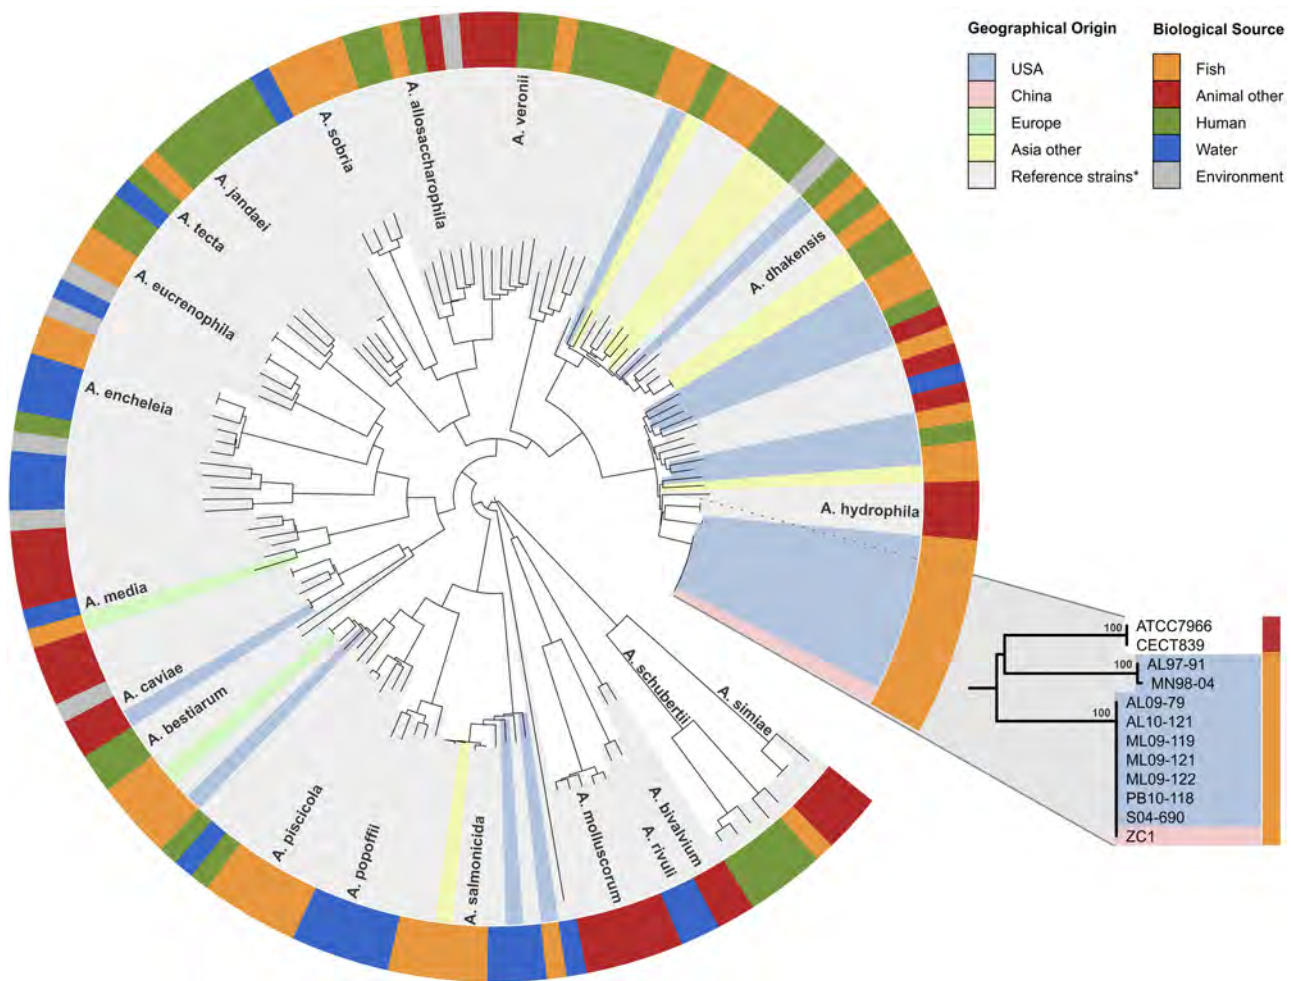 Geographical Origin
USA
China
Europe
Asia other
Reference strains*
Biological Source
Fish
Animal other
Human
Water
Environment
A. veronii
A. allosaccharophila
A. sobria
A. jandaei
A. tecta
A. eucrenophila
A. encheleia
A. media
A. caviae
A. bestiarum
A. piscicola
A. popoffii
A. salmonicida
A. molluscorum
A. rivuli
A. bivalvium
A. schubertii
A. simiae
A. dhakensis
A. hydrophila
100
ATCC7966
CECT839
100
AL97-91
MN98-04
100
AL09-79
AL10-121
ML09-119
ML09-121
ML09-122
PB10-118
S04-690
ZC1